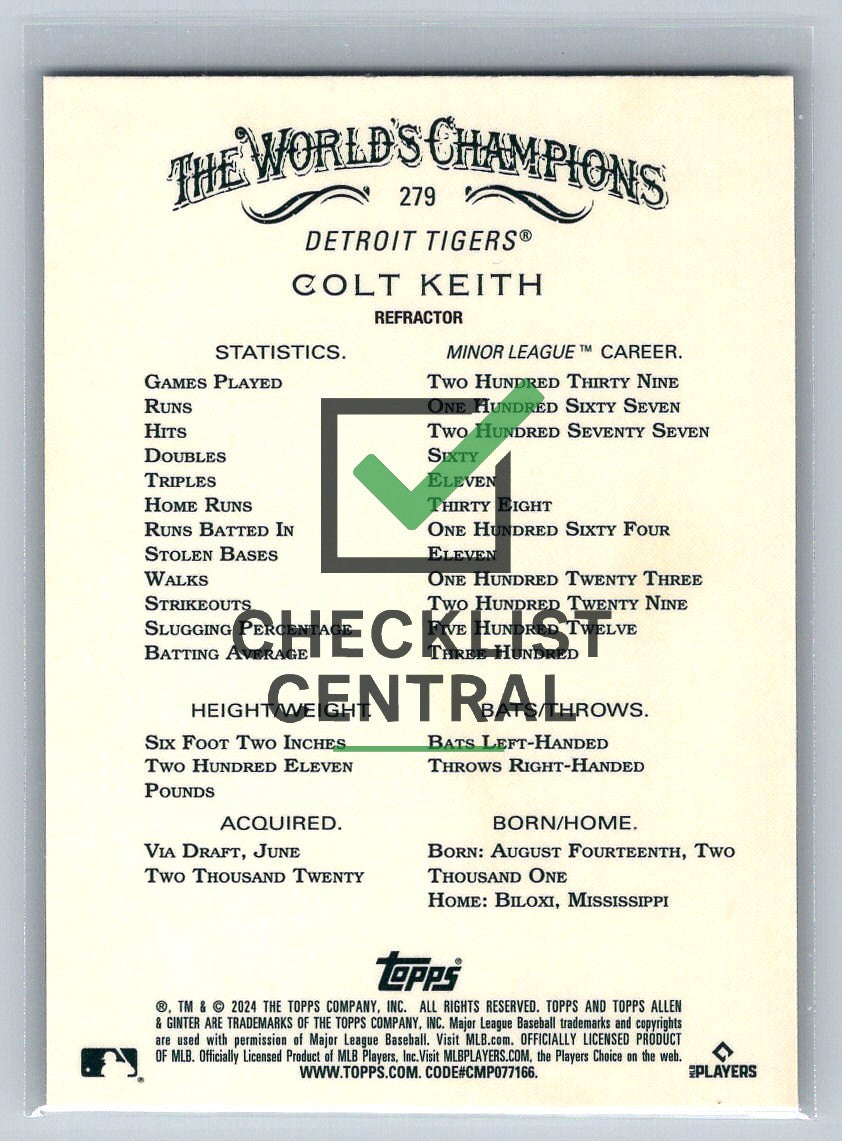 THE WORLD'S CHAMPIONS
279
DETROIT TIGERS®
COLT KEITH
REFRACTOR
STATISTICS. MINOR LEAGUE™ CAREER.
GAMES PLAYED TWO HUNDRED THIRTY NINE
RUNS ONE HUNDRED SIXTY SEVEN
HITS TWO HUNDRED SEVENTY SEVEN
DOUBLES SIXTY
TRIPLES ELEVEN
HOME RUNS THIRTY EIGHT
RUNS BATTED IN ONE HUNDRED SIXTY FOUR
STOLEN BASES ELEVEN
WALKS ONE HUNDRED TWENTY THREE
STRIKEOUTS TWO HUNDRED TWENTY NINE
SLUGGING PERCENTAGE FIVE HUNDRED TWELVE
BATTING AVERAGE THREE HUNDRED
CHECKLIST
CENTRAL
HEIGHT/WEIGHT. BATS/THROWS.
SIX FOOT TWO INCHES BATS LEFT-HANDED
TWO HUNDRED ELEVEN THROWS RIGHT-HANDED
POUNDS
ACQUIRED. BORN/HOME.
VIA DRAFT, JUNE BORN: AUGUST FOURTEENTH, TWO
TWO THOUSAND TWENTY THOUSAND ONE
HOME: BILOXI, MISSISSIPPI
Topps®
®, TM & © 2024 THE TOPPS COMPANY, INC. ALL RIGHTS RESERVED. TOPPS AND TOPPS ALLEN
& GINTER ARE TRADEMARKS OF THE TOPPS COMPANY, INC. Major League Baseball trademarks and copyrights
are used with permission of Major League Baseball. Visit MLB.com. OFFICIALLY LICENSED PRODUCT
OF MLB. Officially Licensed Product of MLB Players, Inc.Visit MLBPLAYERS.COM, the Players Choice on the web.
WWW.TOPPS.COM. CODE#CMP077166.
MLB PLAYERS